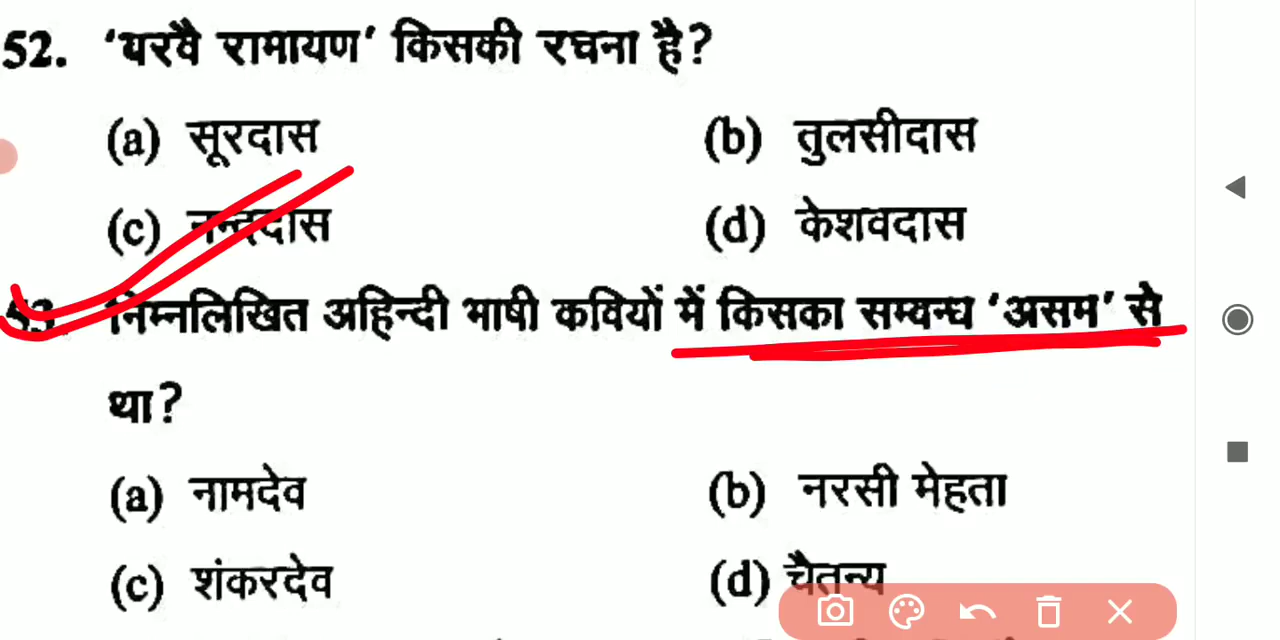 52. 'बरवै रामायण' किसकी रचना है?
(a) सूरदास (b) तुलसीदास
(c) नन्ददास (d) केशवदास
53. निम्नलिखित अहिन्दी भाषी कवियों में किसका सम्बन्ध 'असम' से
था?
(a) नामदेव (b) नरसी मेहता
(c) शंकरदेव (d) चैतन्य